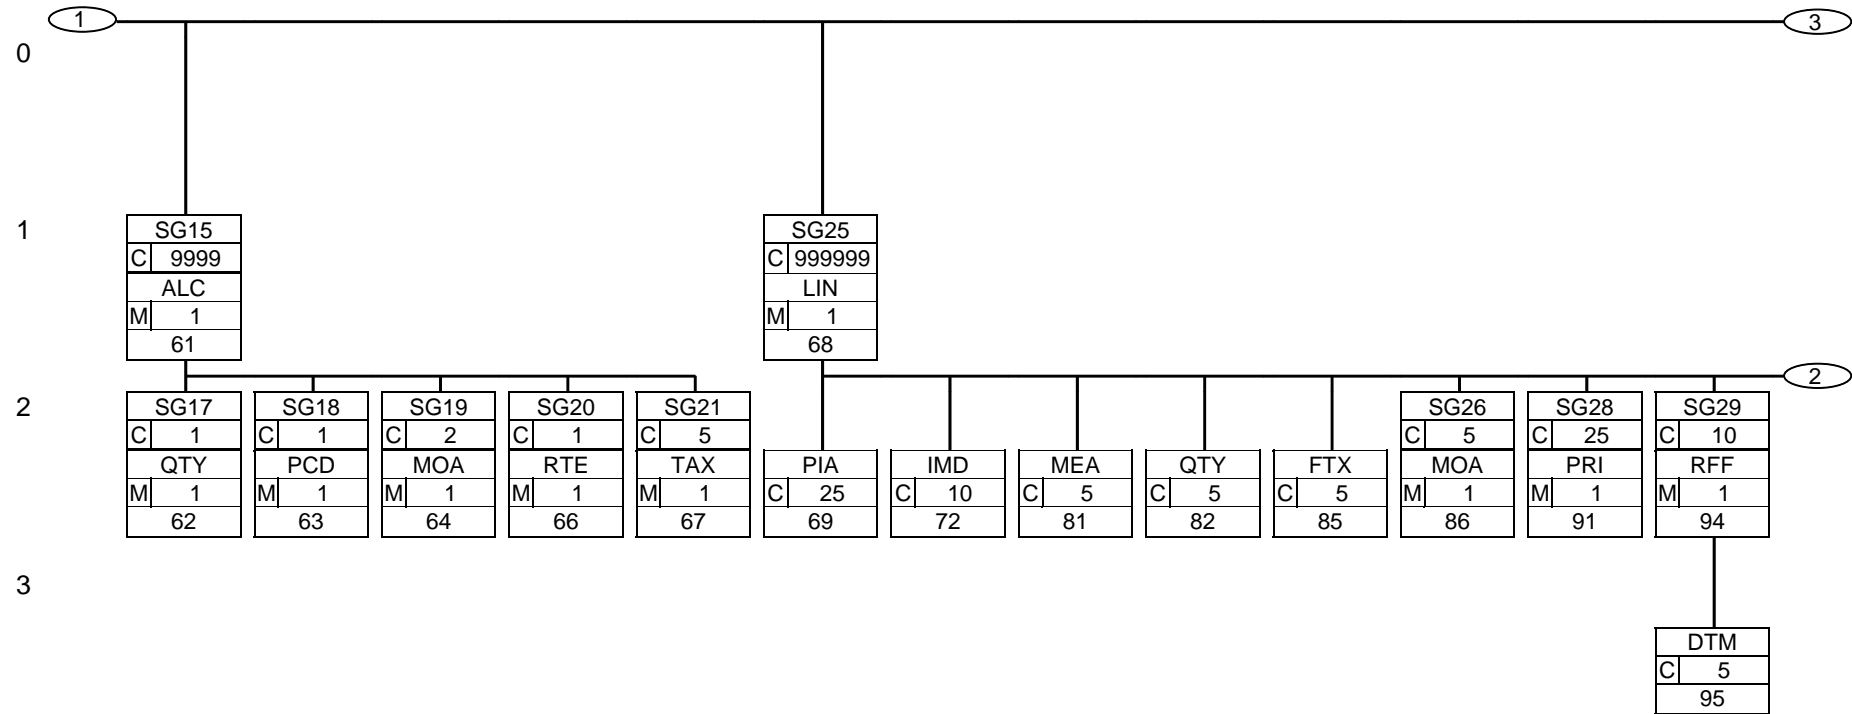 1
3
0
1
SG15
C 9999
ALC
M 1
61
SG25
C 999999
LIN
M 1
68
2
2
SG17
C 1
QTY
M 1
62
SG18
C 1
PCD
M 1
63
SG19
C 2
MOA
M 1
64
SG20
C 1
RTE
M 1
66
SG21
C 5
TAX
M 1
67
PIA
C 25
69
IMD
C 10
72
MEA
C 5
81
QTY
C 5
82
FTX
C 5
85
SG26
C 5
MOA
M 1
86
SG28
C 25
PRI
M 1
91
SG29
C 10
RFF
M 1
94
3
DTM
C 5
95